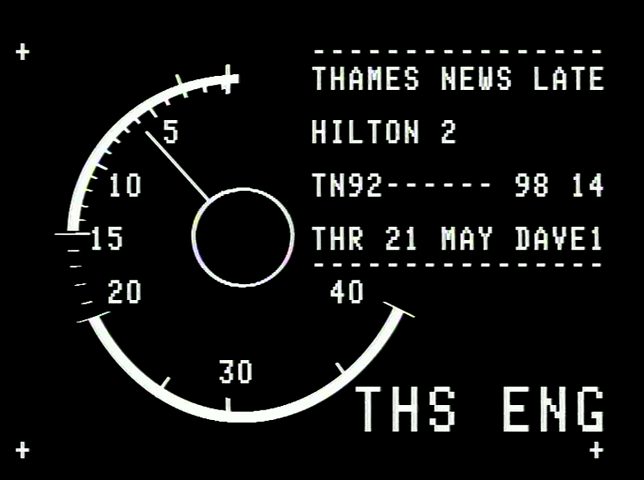 THAMES NEWS LATE
HILTON 2
TN92------ 98 14
THR 21 MAY DAVE1
5
10
15
20
30
40
THS ENG